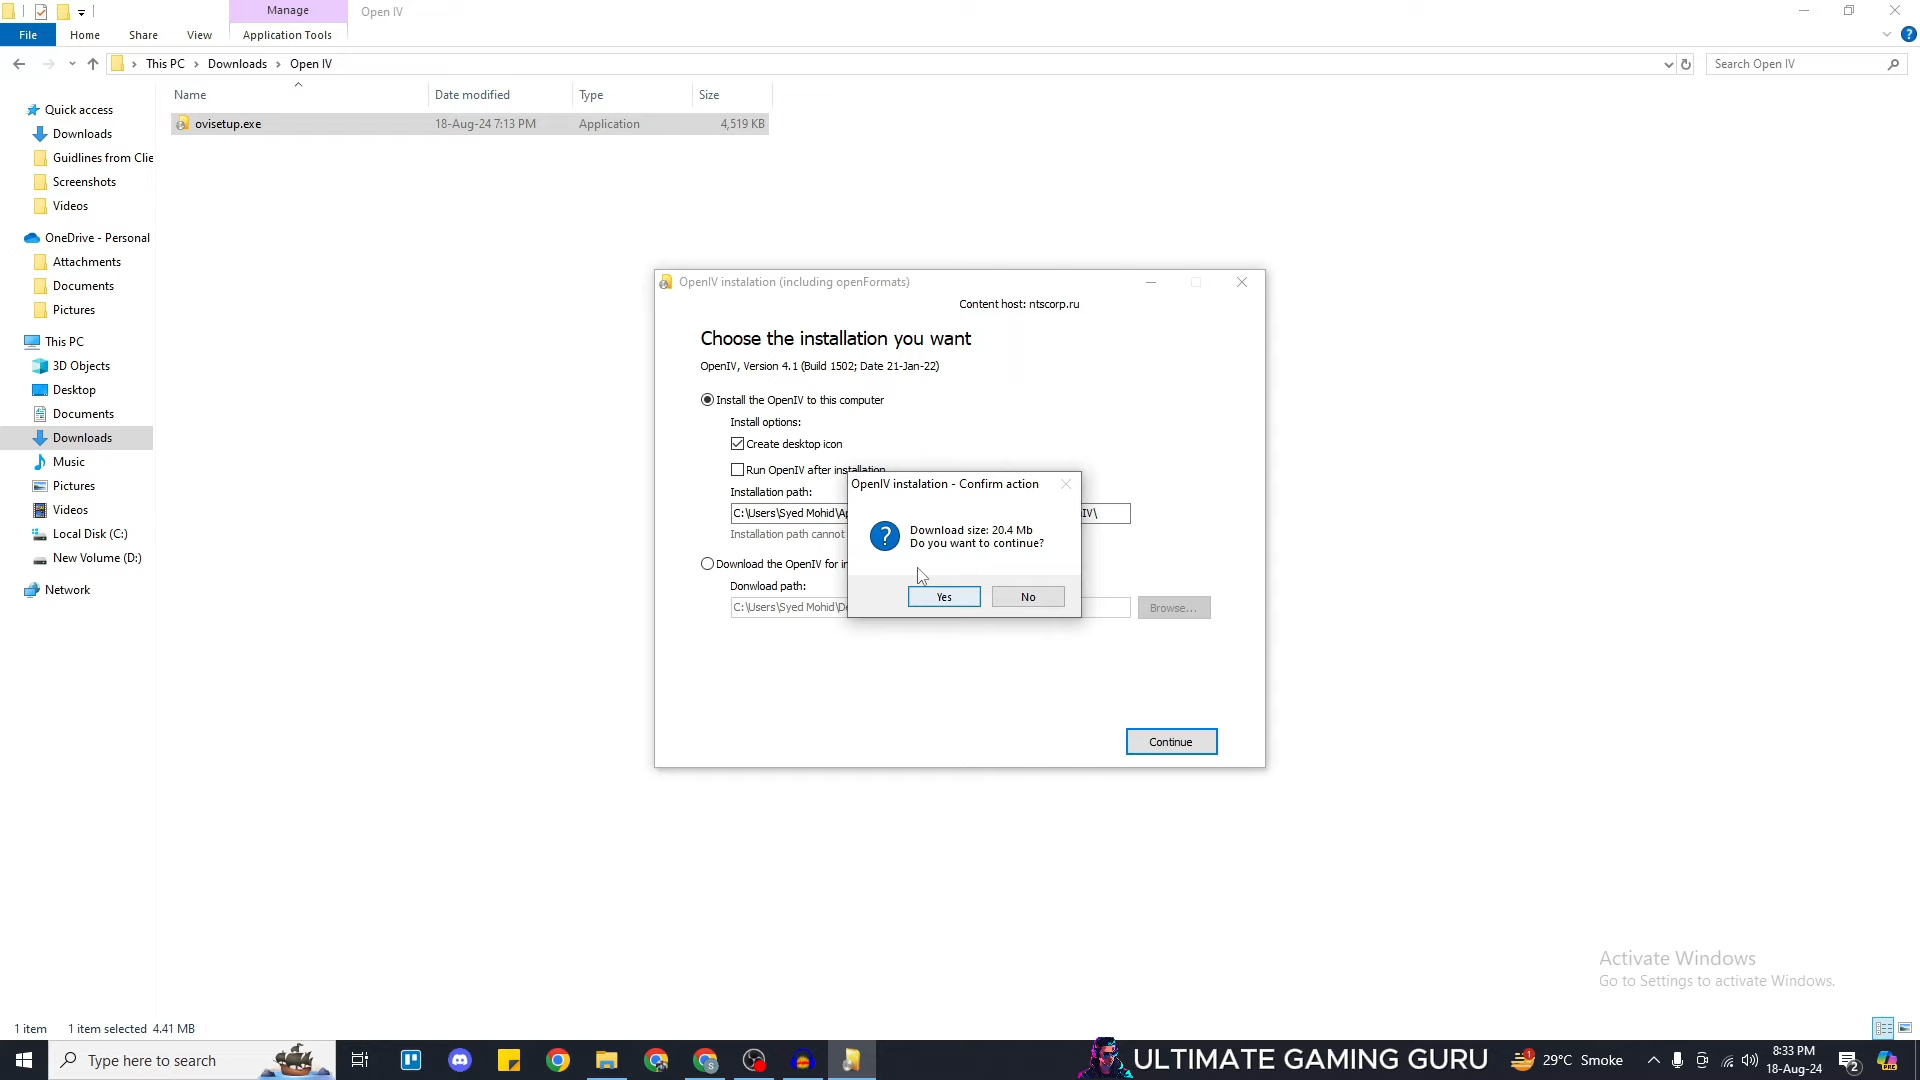 Manage
Open IV
File
Home
Share
View
Application Tools
This PC
Downloads
Open IV
Search Open IV
Name
Date modified
Type
Size
ovisetup.exe
18-Aug-24 7:13 PM
Application
4,519 KB
Quick access
Downloads
Guidlines from Clie
Screenshots
Videos
OneDrive - Personal
Attachments
Documents
Pictures
This PC
3D Objects
Desktop
Documents
Downloads
Music
Pictures
Videos
Local Disk (C:)
New Volume (D:)
Network
OpenIV instalation (including openFormats)
Content host: ntscorp.ru
Choose the installation you want
OpenIV, Version 4.1 (Build 1502; Date 21-Jan-22)
Install the OpenIV to this computer
Install options:
Create desktop icon
Run OpenIV after installation
Installation path:
C:\Users\Syed Mohid\Ap
IV\
Installation path cannot
Download the OpenIV for i
Donwload path:
C:\Users\Syed Mohid\De
Browse...
Continue
OpenIV instalation - Confirm action
Download size: 20.4 Mb
Do you want to continue?
Yes
No
Activate Windows
Go to Settings to activate Windows.
1 item
1 item selected 4.41 MB
Type here to search
ULTIMATE GAMING GURU
29°C Smoke
8:33 PM
18-Aug-24
2